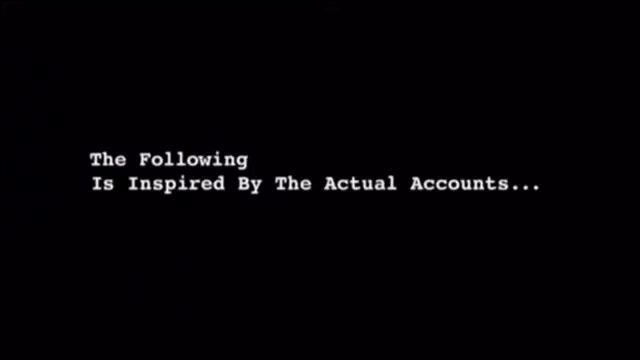 The Following
Is Inspired By The Actual Accounts...